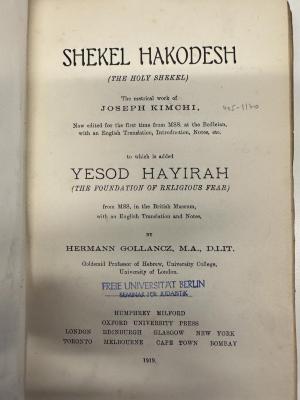 SHEKEL HAKODESH
(THE HOLY SHEKEL)
The metrical work of
JOSEPH KIMCHI,
Now edited for the first time from MSS. at the Bodleian,
with an English Translation, Introduction, Notes, etc.
to which is added
YESOD HAYIRAH
(THE FOUNDATION OF RELIGIOUS FEAR)
from MSS. in the British Museum,
with an English Translation and Notes,
BY
HERMANN GOLLANCZ, M.A., D.LIT.
Goldsmid Professor of Hebrew, University College,
University of London.
FREIE UNIVERSITÄT BERLIN
SEMINAR FÜR JUDAISTIK
HUMPHREY MILFORD
OXFORD UNIVERSITY PRESS
LONDON EDINBURGH GLASGOW NEW YORK
TORONTO MELBOURNE CAPE TOWN BOMBAY
1919.